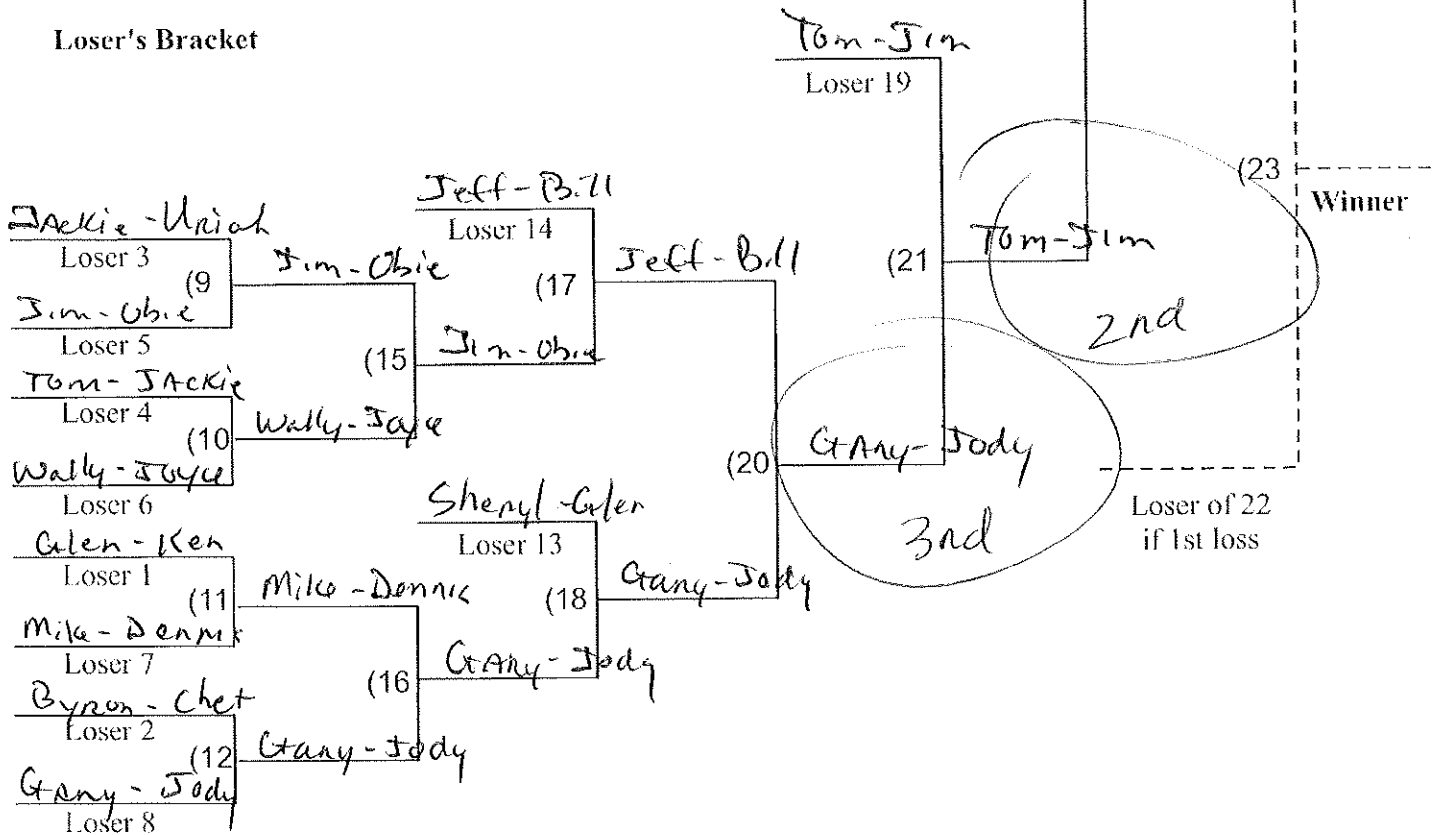 Loser's Bracket
Tom-Jim
Loser 19
Jeff-Bill
Loser 14
JAckie-Uriah
Loser 3
(9
Jim-Obie
Jim-Obie
Loser 5
(17
Jeff-Bill
(21
Tom-Jim
(23
Winner
2nd
Tom-JAckie
Loser 4
(15
Jim-Obie
(10
Wally-Joyce
Wally-Joyce
Loser 6
(20
GAry-Jody
3rd
Loser of 22
if 1st loss
Sheryl-Glen
Loser 13
Glen-Ken
Loser 1
(11
Mike-Dennis
Mike-Dennis
Loser 7
(18
Gary-Jody
(16
GAry-Jody
Byron-Chet
Loser 2
(12
Gary-Jody
GAry-Jody
Loser 8